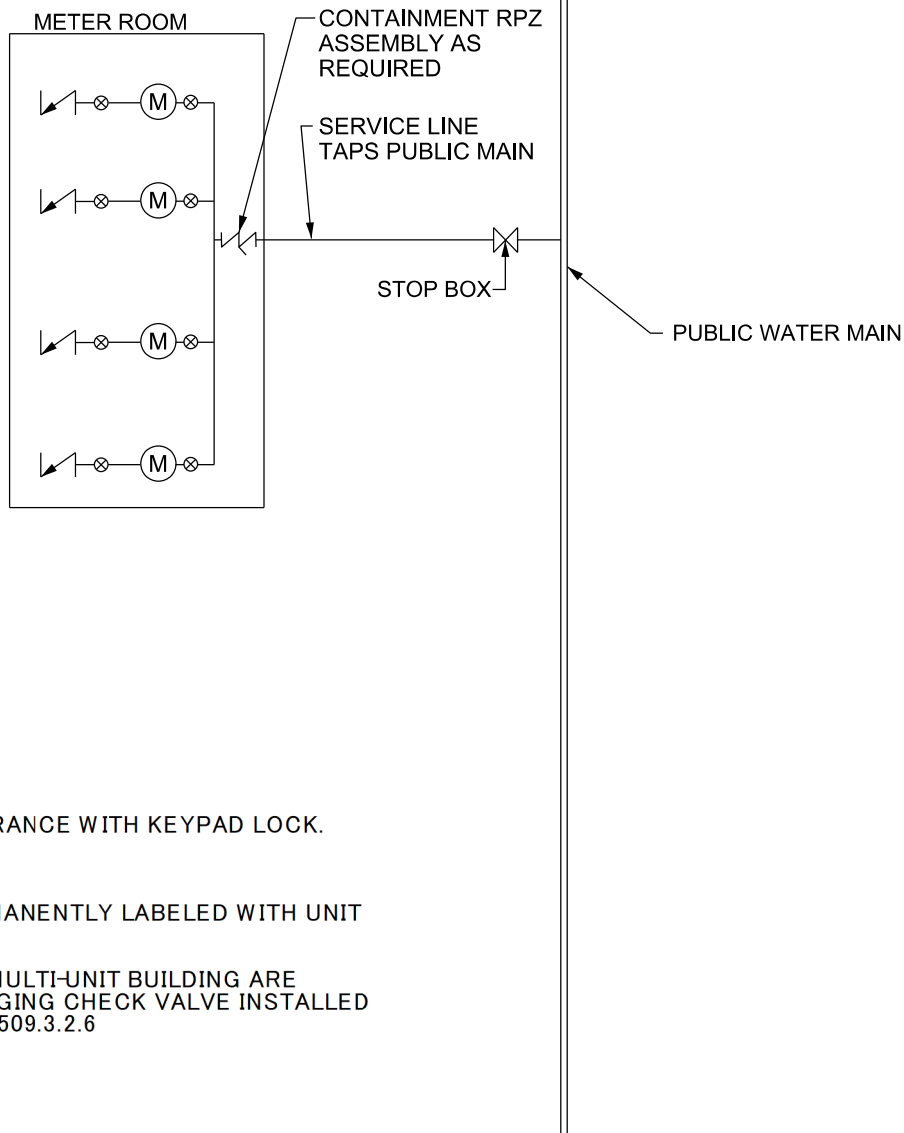 METER ROOM
CONTAINMENT RPZ
ASSEMBLY AS
REQUIRED
M
SERVICE LINE
TAPS PUBLIC MAIN
M
STOP BOX
PUBLIC WATER MAIN
M
M
RANCE WITH KEYPAD LOCK.
MANENTLY LABELED WITH UNIT
MULTI-UNIT BUILDING ARE
GING CHECK VALVE INSTALLED
509.3.2.6